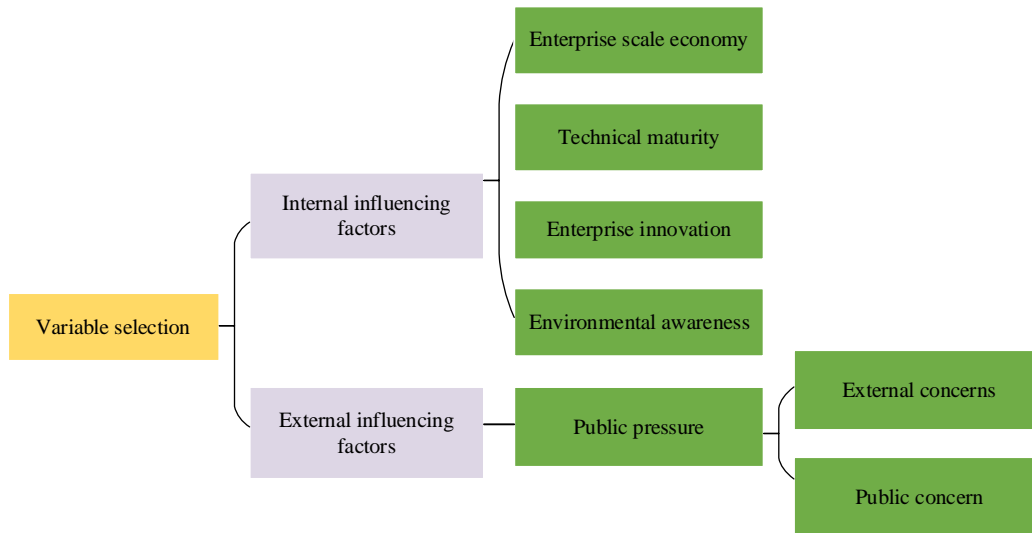 Variable selection
Internal influencing
factors
Enterprise scale economy
Technical maturity
Enterprise innovation
Environmental awareness
External influencing
factors
Public pressure
External concerns
Public concern